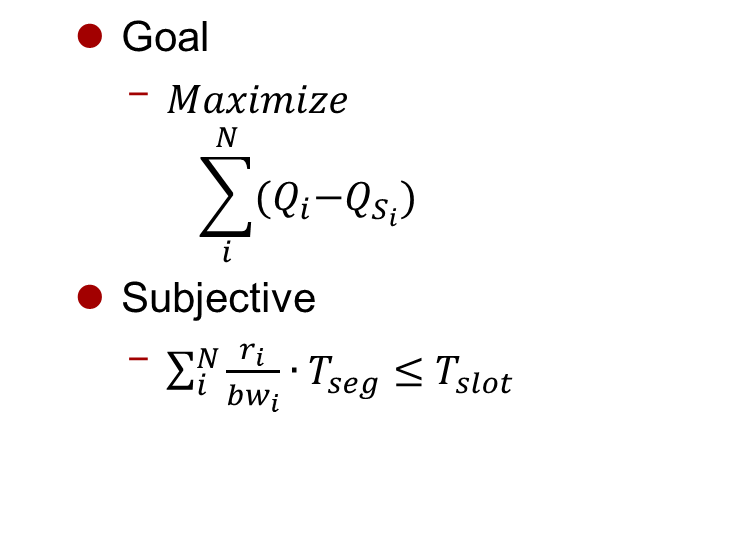 ● Goal
– Maximize
∑_i^N (Q_i−Q_{S_i})
● Subjective
– ∑_i^N r_i/bw_i · T_seg ≤ T_slot